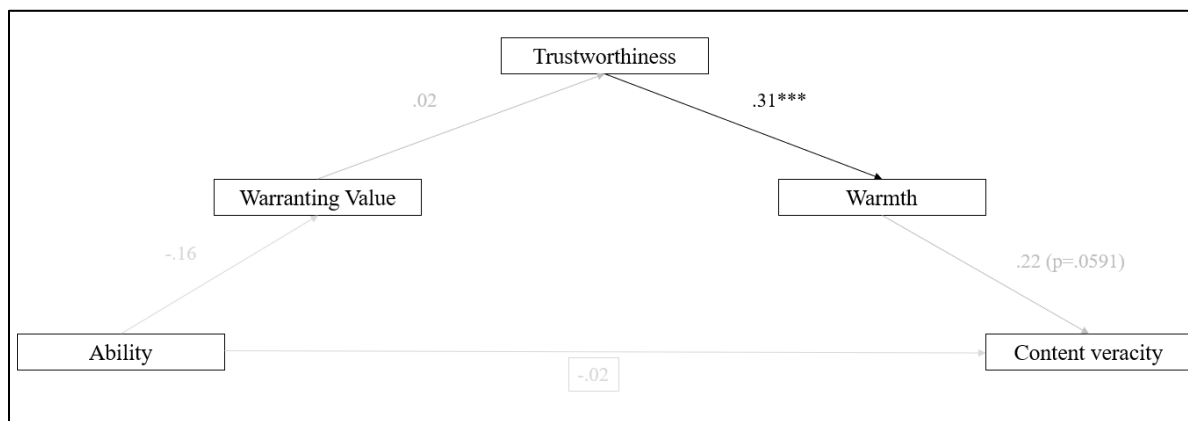 Trustworthiness
.02
.31***
Warranting Value
Warmth
-.16
.22 (p=.0591)
Ability
Content veracity
-.02